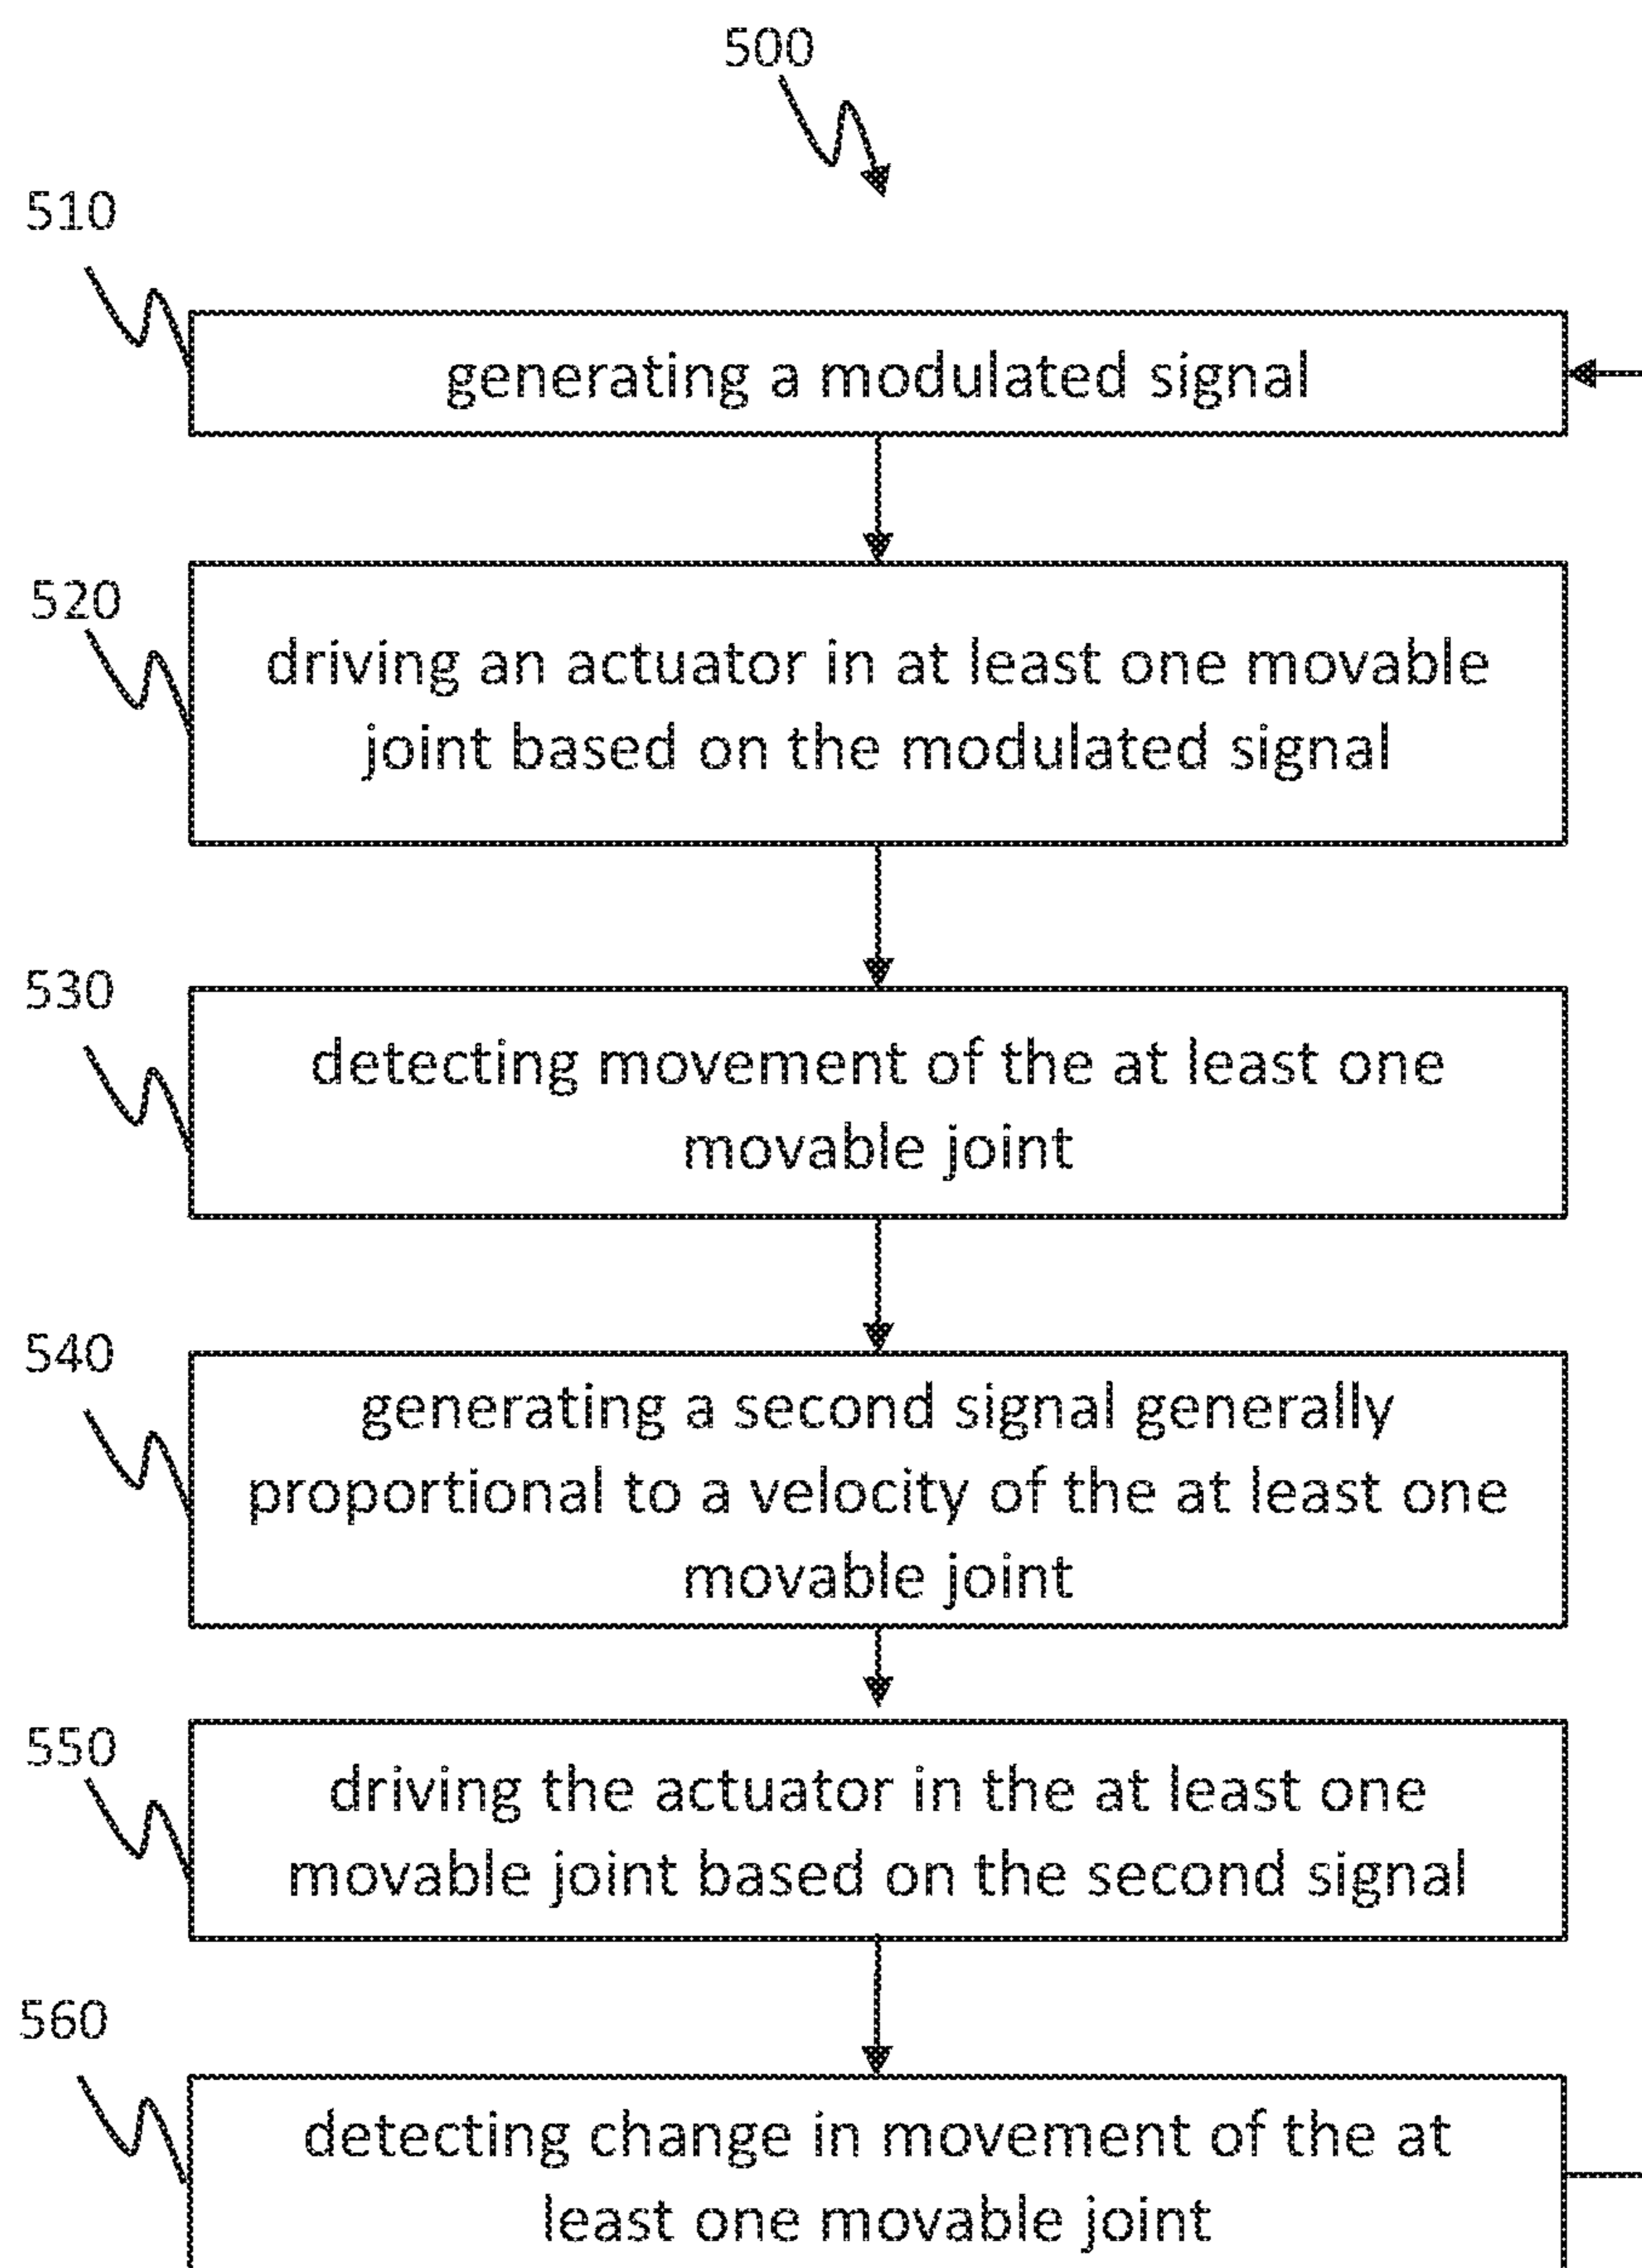 500
510
generating a modulated signal
520
driving an actuator in at least one movable
joint based on the modulated signal
530
detecting movement of the at least one
movable joint
540
generating a second signal generally
proportional to a velocity of the at least one
movable joint
550
driving the actuator in the at least one
movable joint based on the second signal
560
detecting change in movement of the at
least one movable joint